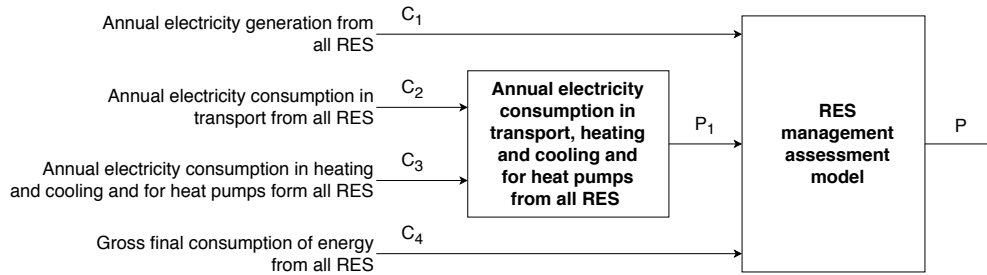 Annual electricity generation from
all RES
C1
Annual electricity consumption in
transport from all RES
C2
Annual electricity consumption in heating
and cooling and for heat pumps form all RES
C3
Gross final consumption of energy
from all RES
C4
Annual electricity
consumption in
transport, heating
and cooling and
for heat pumps
from all RES
P1
RES
management
assessment
model
P